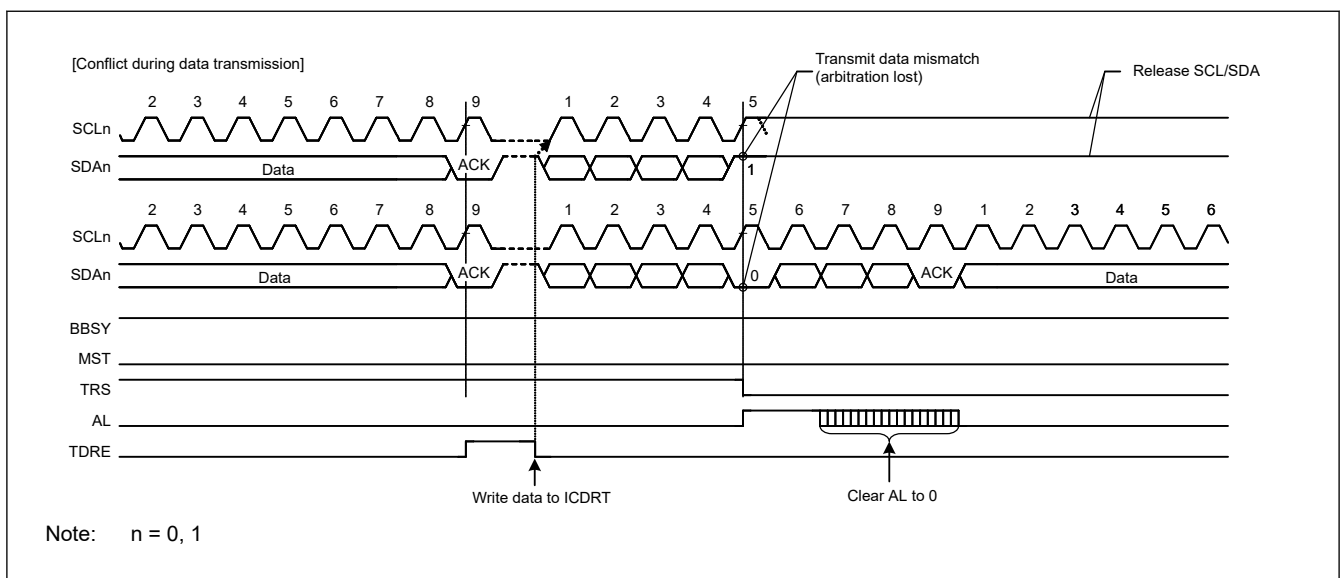 [Conflict during data transmission]
Transmit data mismatch
(arbitration lost)
Release SCL/SDA
2 3 4 5 6 7 8 9 1 2 3 4 5
SCLn
SDAn Data ACK 1
2 3 4 5 6 7 8 9 1 2 3 4 5 6 7 8 9 1 2 3 4 5 6
SCLn
SDAn Data ACK 0 ACK Data
BBSY
MST
TRS
AL
TDRE
Write data to ICDRT Clear AL to 0
Note: n = 0, 1